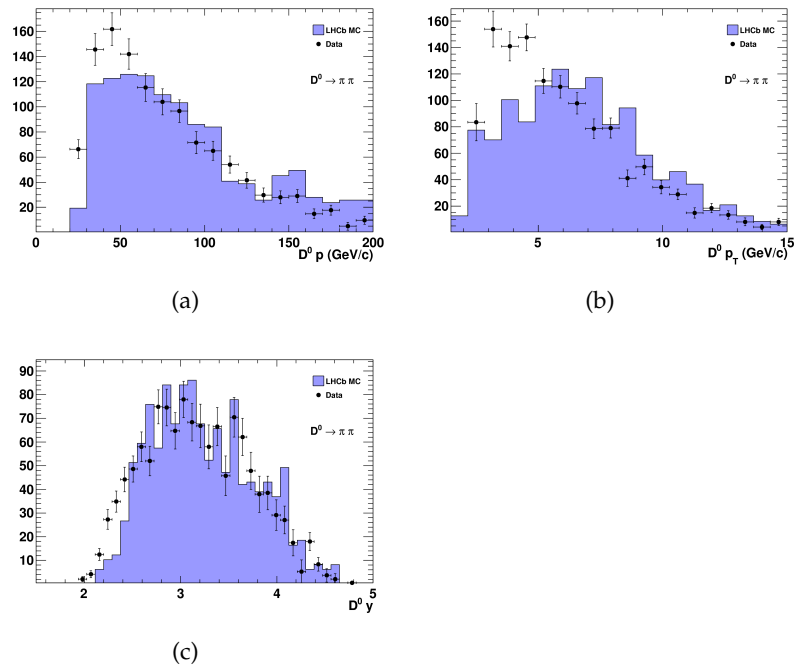 160
140
120
100
80
60
40
20
0
50
100
150
200
D⁰ p (GeV/c)
LHCb MC
Data
D⁰ → π π
(a)
160
140
120
100
80
60
40
20
5
10
15
D⁰ p_T (GeV/c)
LHCb MC
Data
D⁰ → π π
(b)
90
80
70
60
50
40
30
20
10
2
3
4
5
D⁰ y
LHCb MC
Data
D⁰ → π π
(c)